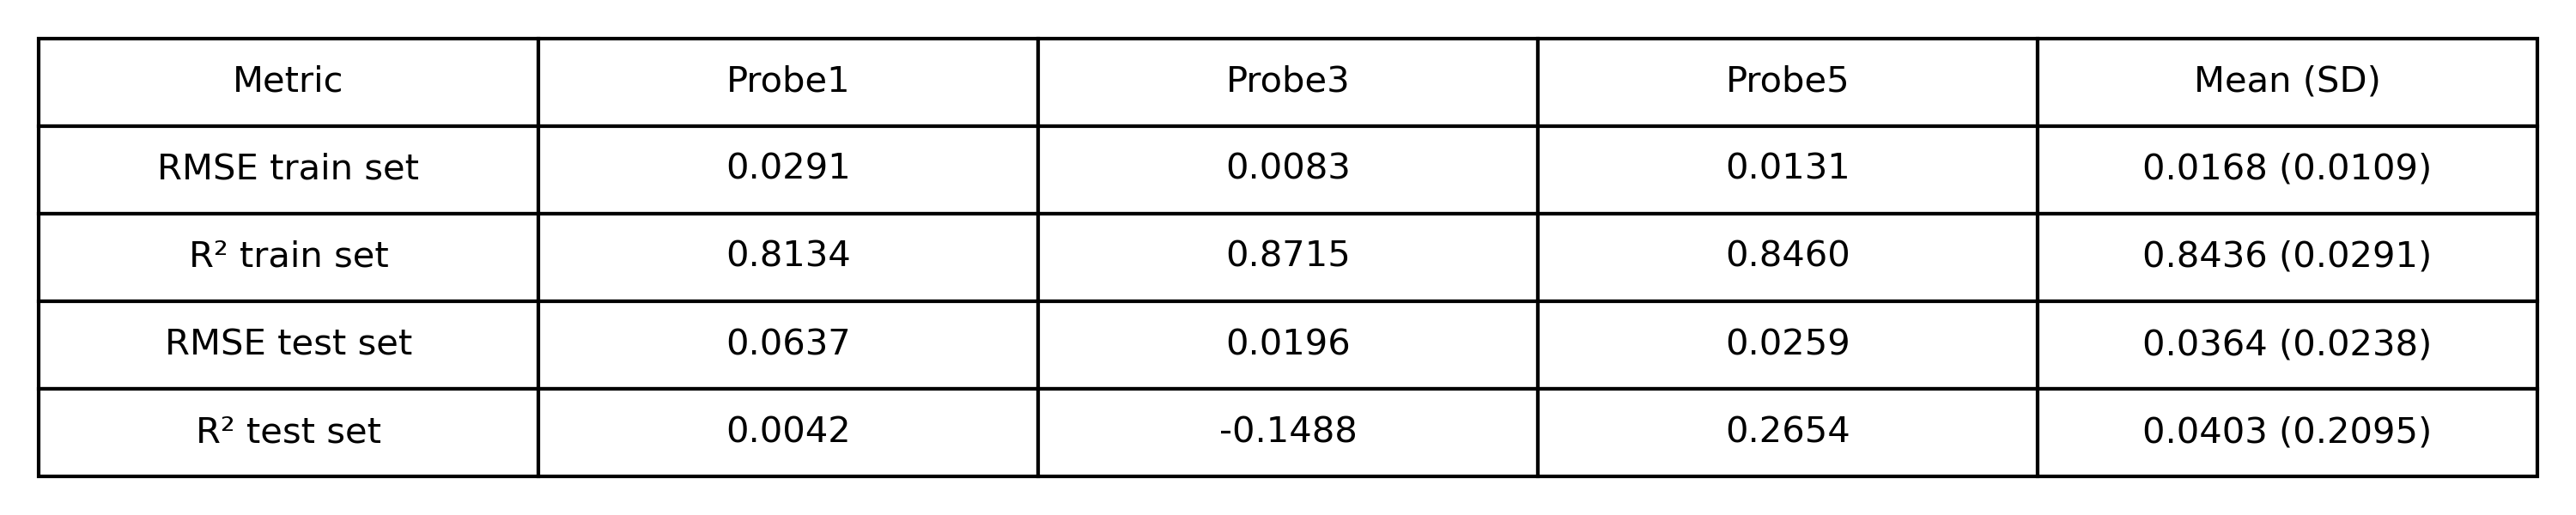 Metric Probe1 Probe3 Probe5 Mean (SD)
RMSE train set 0.0291 0.0083 0.0131 0.0168 (0.0109)
R² train set 0.8134 0.8715 0.8460 0.8436 (0.0291)
RMSE test set 0.0637 0.0196 0.0259 0.0364 (0.0238)
R² test set 0.0042 -0.1488 0.2654 0.0403 (0.2095)